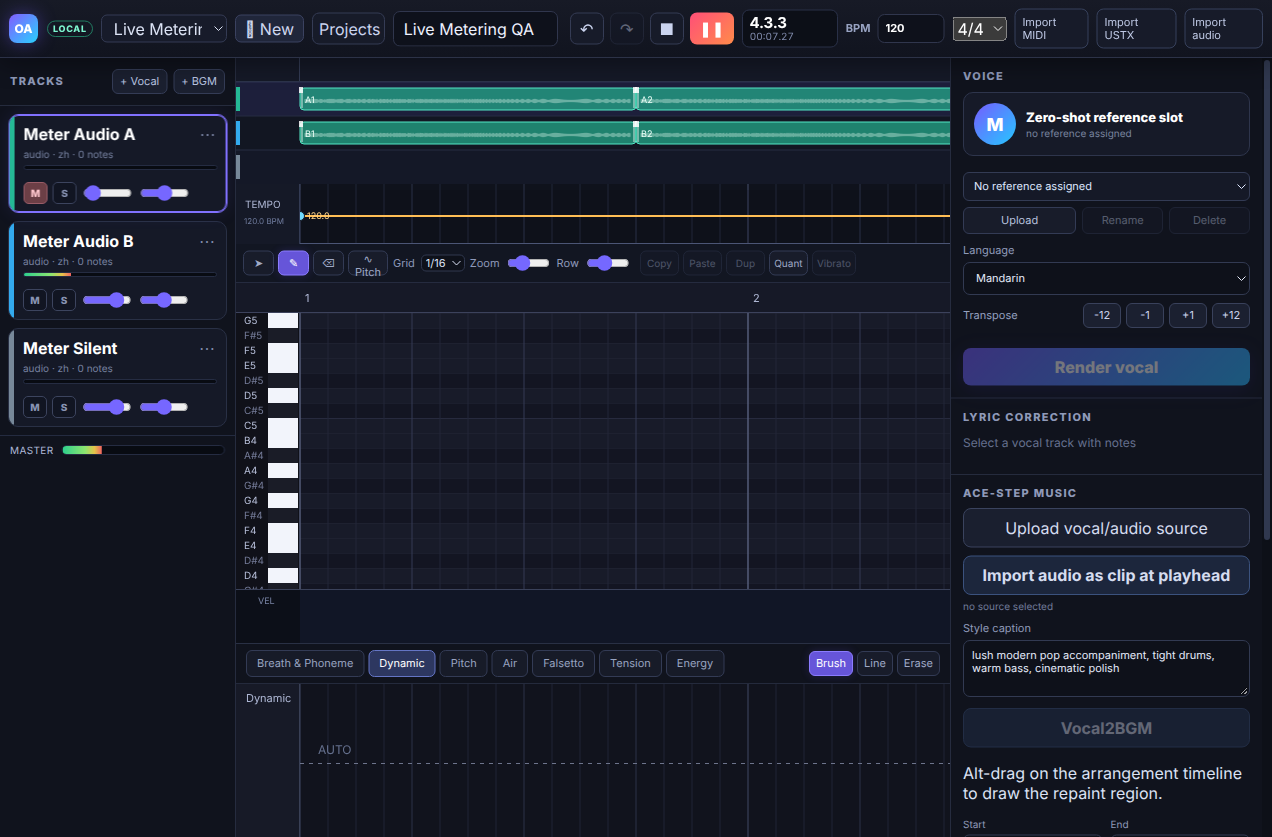 OA
LOCAL
Live Meterin
New
Projects
Live Metering QA
4.3.3
00:07.27
BPM
120
4/4
Import MIDI
Import USTX
Import audio
TRACKS
+ Vocal
+ BGM
Meter Audio A
audio · zh · 0 notes
M
S
Meter Audio B
audio · zh · 0 notes
M
S
Meter Silent
audio · zh · 0 notes
M
S
MASTER
A1
A2
B1
B2
TEMPO
120.0 BPM
120.0
Pitch
Grid
1/16
Zoom
Row
Copy
Paste
Dup
Quant
Vibrato
1
2
G5
F#5
F5
E5
D#5
D5
C#5
C5
B4
A#4
A4
G#4
G4
F#4
F4
E4
D#4
D4
VEL
Breath & Phoneme
Dynamic
Pitch
Air
Falsetto
Tension
Energy
Brush
Line
Erase
Dynamic
AUTO
VOICE
M
Zero-shot reference slot
no reference assigned
No reference assigned
Upload
Rename
Delete
Language
Mandarin
Transpose
-12
-1
+1
+12
Render vocal
LYRIC CORRECTION
Select a vocal track with notes
ACE-STEP MUSIC
Upload vocal/audio source
Import audio as clip at playhead
no source selected
Style caption
lush modern pop accompaniment, tight drums,
warm bass, cinematic polish
Vocal2BGM
Alt-drag on the arrangement timeline
to draw the repaint region.
Start
End